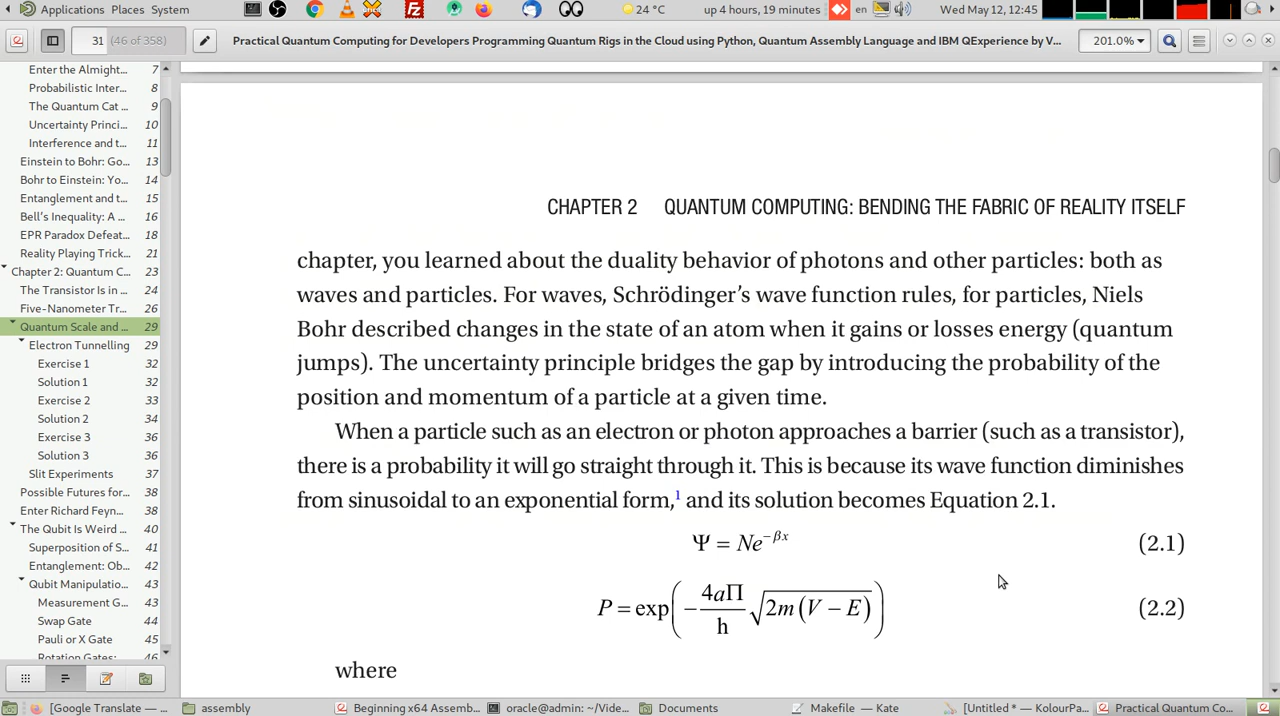 Applications Places System
24 °C
up 4 hours, 19 minutes
en
Wed May 12, 12:45
31 (46 of 358)
Practical Quantum Computing for Developers Programming Quantum Rigs in the Cloud using Python, Quantum Assembly Language and IBM QExperience by V...
201.0%
Enter the Almight... 7
Probabilistic Inter... 8
The Quantum Cat ... 9
Uncertainty Princi... 10
Interference and t... 11
Einstein to Bohr: Go... 13
Bohr to Einstein: Yo... 14
Entanglement and t... 15
Bell's Inequality: A ... 16
EPR Paradox Defeat... 18
Reality Playing Trick... 21
Chapter 2: Quantum C... 23
The Transistor Is in ... 24
Five-Nanometer Tr... 26
Quantum Scale and ... 29
Electron Tunnelling 29
Exercise 1 32
Solution 1 32
Exercise 2 33
Solution 2 34
Exercise 3 36
Solution 3 36
Slit Experiments 37
Possible Futures for... 38
Enter Richard Feyn... 38
The Qubit Is Weird ... 40
Superposition of S... 41
Entanglement: Ob... 42
Qubit Manipulatio... 43
Measurement G... 43
Swap Gate 44
Pauli or X Gate 45
Rotation Gates: ... 46
CHAPTER 2 QUANTUM COMPUTING: BENDING THE FABRIC OF REALITY ITSELF
chapter, you learned about the duality behavior of photons and other particles: both as
waves and particles. For waves, Schrödinger's wave function rules, for particles, Niels
Bohr described changes in the state of an atom when it gains or losses energy (quantum
jumps). The uncertainty principle bridges the gap by introducing the probability of the
position and momentum of a particle at a given time.
When a particle such as an electron or photon approaches a barrier (such as a transistor),
there is a probability it will go straight through it. This is because its wave function diminishes
from sinusoidal to an exponential form,¹ and its solution becomes Equation 2.1.
Ψ = Ne^{−βx} (2.1)
P = exp(−4aΠ/h √(2m(V − E))) (2.2)
where
[Google Translate — ...
assembly
Beginning x64 Assemb...
oracle@admin: ~/Vide...
Documents
Makefile — Kate
[Untitled * — KolourPa...
Practical Quantum Co...